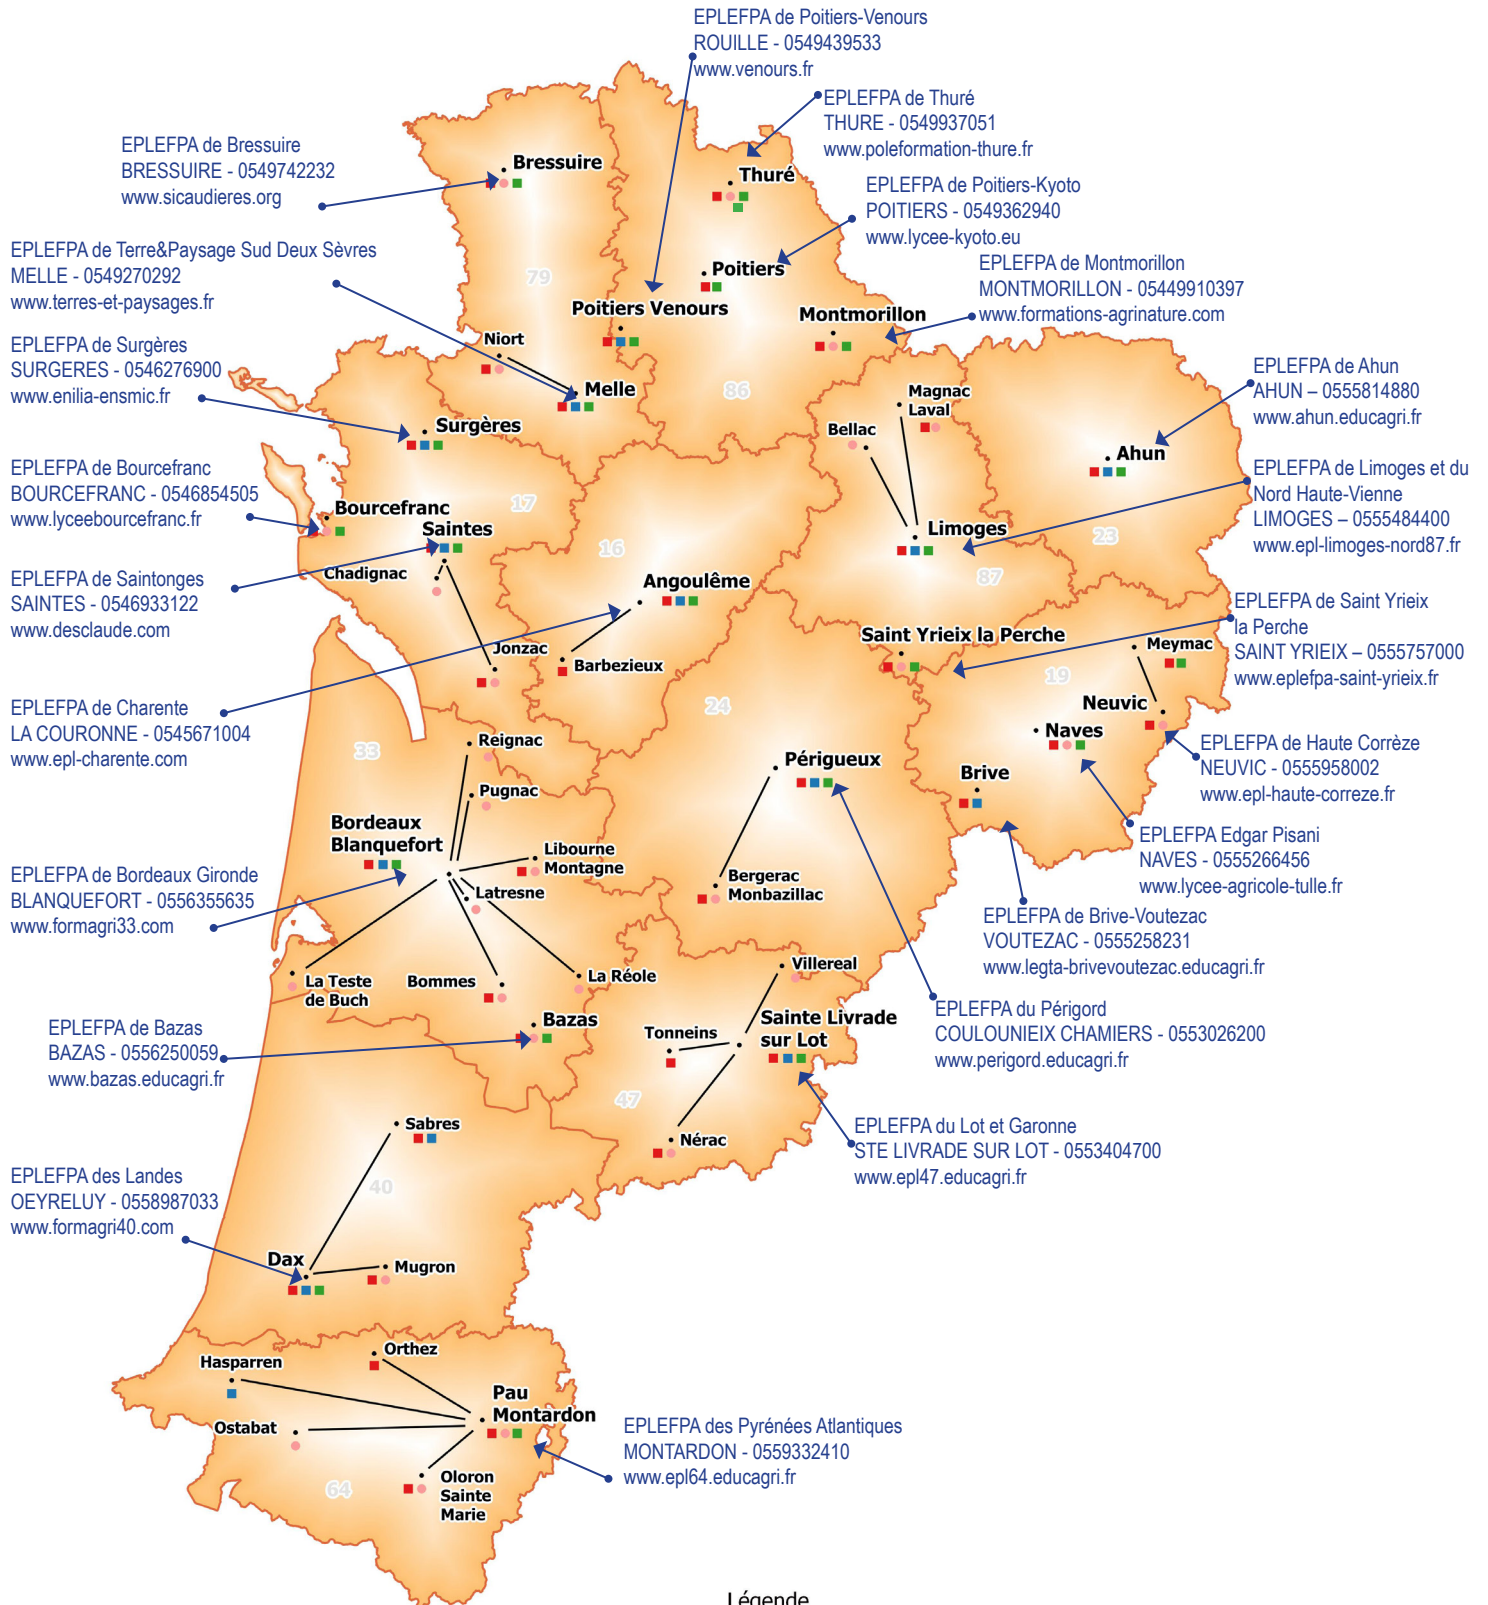 EPLEFPA de Poitiers-Venours
ROUILLE - 0549439533
www.venours.fr
EPLEFPA de Thuré
THURE - 0549937051
www.poleformation-thure.fr
EPLEFPA de Bressuire
BRESSUIRE - 0549742232
www.sicaudieres.org
Bressuire
Thuré
EPLEFPA de Poitiers-Kyoto
POITIERS - 0549362940
www.lycee-kyoto.eu
EPLEFPA de Terre&Paysage Sud Deux Sèvres
MELLE - 0549270292
www.terres-et-paysages.fr
79
Poitiers
EPLEFPA de Montmorillon
MONTMORILLON - 05449910397
www.formations-agrinature.com
Poitiers Venours
Montmorillon
EPLEFPA de Surgères
SURGERES - 0546276900
www.enilia-ensmic.fr
Niort
Melle
86
Magnac
Laval
Bellac
EPLEFPA de Ahun
AHUN – 0555814880
www.ahun.educagri.fr
Surgères
Ahun
EPLEFPA de Bourcefranc
BOURCEFRANC - 0546854505
www.lyceebourcefranc.fr
EPLEFPA de Limoges et du
Nord Haute-Vienne
LIMOGES – 0555484400
www.epl-limoges-nord87.fr
17
Bourcefranc
Saintes
16
Limoges
23
87
Chadignac
Angoulême
EPLEFPA de Saintonges
SAINTES - 0546933122
www.desclaude.com
EPLEFPA de Saint Yrieix
la Perche
SAINT YRIEIX – 0555757000
www.eplefpa-saint-yrieix.fr
Saint Yrieix la Perche
Meymac
Jonzac
Barbezieux
19
Neuvic
24
EPLEFPA de Charente
LA COURONNE - 0545671004
www.epl-charente.com
33
Reignac
Naves
EPLEFPA de Haute Corrèze
NEUVIC - 0555958002
www.epl-haute-correze.fr
Périgueux
Brive
Pugnac
Bordeaux
Blanquefort
Libourne
Montagne
EPLEFPA Edgar Pisani
NAVES - 0555266456
www.lycee-agricole-tulle.fr
EPLEFPA de Bordeaux Gironde
BLANQUEFORT - 0556355635
www.formagri33.com
Latresne
Bergerac
Monbazillac
EPLEFPA de Brive-Voutezac
VOUTEZAC - 0555258231
www.legta-brivevoutezac.educagri.fr
La Teste
de Buch
Bommes
La Réole
Villereal
EPLEFPA du Périgord
COULOUNIEIX CHAMIERS - 0553026200
www.perigord.educagri.fr
EPLEFPA de Bazas
BAZAS - 0556250059
www.bazas.educagri.fr
Bazas
Tonneins
Sainte Livrade
sur Lot
47
Sabres
Nérac
EPLEFPA du Lot et Garonne
STE LIVRADE SUR LOT - 0553404700
www.epl47.educagri.fr
EPLEFPA des Landes
OEYRELUY - 0558987033
www.formagri40.com
40
Dax
Mugron
Orthez
Hasparren
Pau
Montardon
Ostabat
EPLEFPA des Pyrénées Atlantiques
MONTARDON - 0559332410
www.epl64.educagri.fr
64
Oloron
Sainte
Marie
Légende